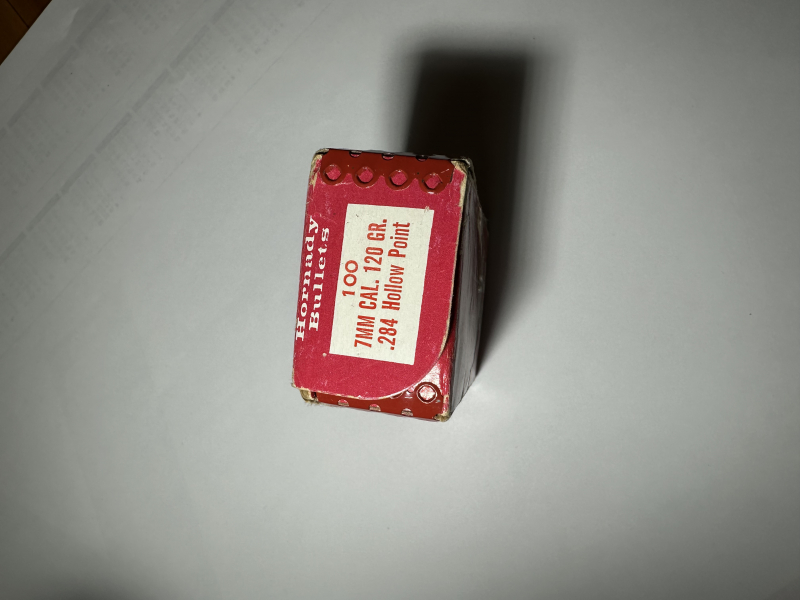 Hornady
Bullets
100
7MM CAL. 120 GR.
.284 Hollow Point